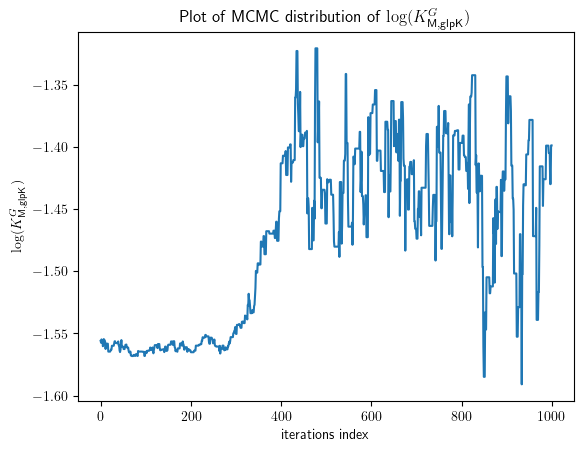 Plot of MCMC distribution of log(K^G_M,glpK)
log(K^G_M,glpK)
−1.35
−1.40
−1.45
−1.50
−1.55
−1.60
0 200 400 600 800 1000
iterations index